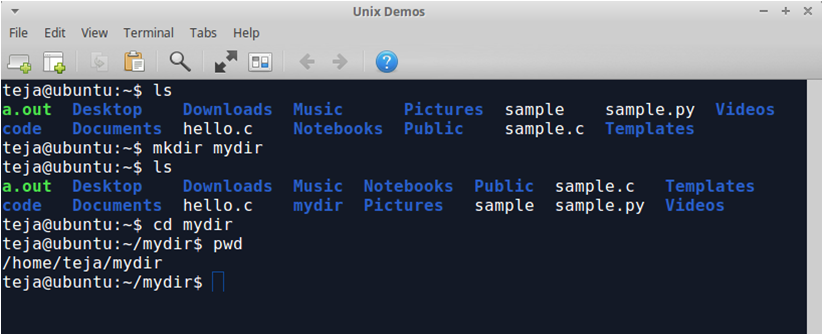 Unix Demos
File Edit View Terminal Tabs Help
teja@ubuntu:~$ ls
a.out  Desktop    Downloads  Music      Pictures  sample    sample.py  Videos
code   Documents  hello.c    Notebooks  Public    sample.c  Templates
teja@ubuntu:~$ mkdir mydir
teja@ubuntu:~$ ls
a.out  Desktop    Downloads  Music  Notebooks  Public  sample.c   Templates
code   Documents  hello.c    mydir  Pictures   sample  sample.py  Videos
teja@ubuntu:~$ cd mydir
teja@ubuntu:~/mydir$ pwd
/home/teja/mydir
teja@ubuntu:~/mydir$